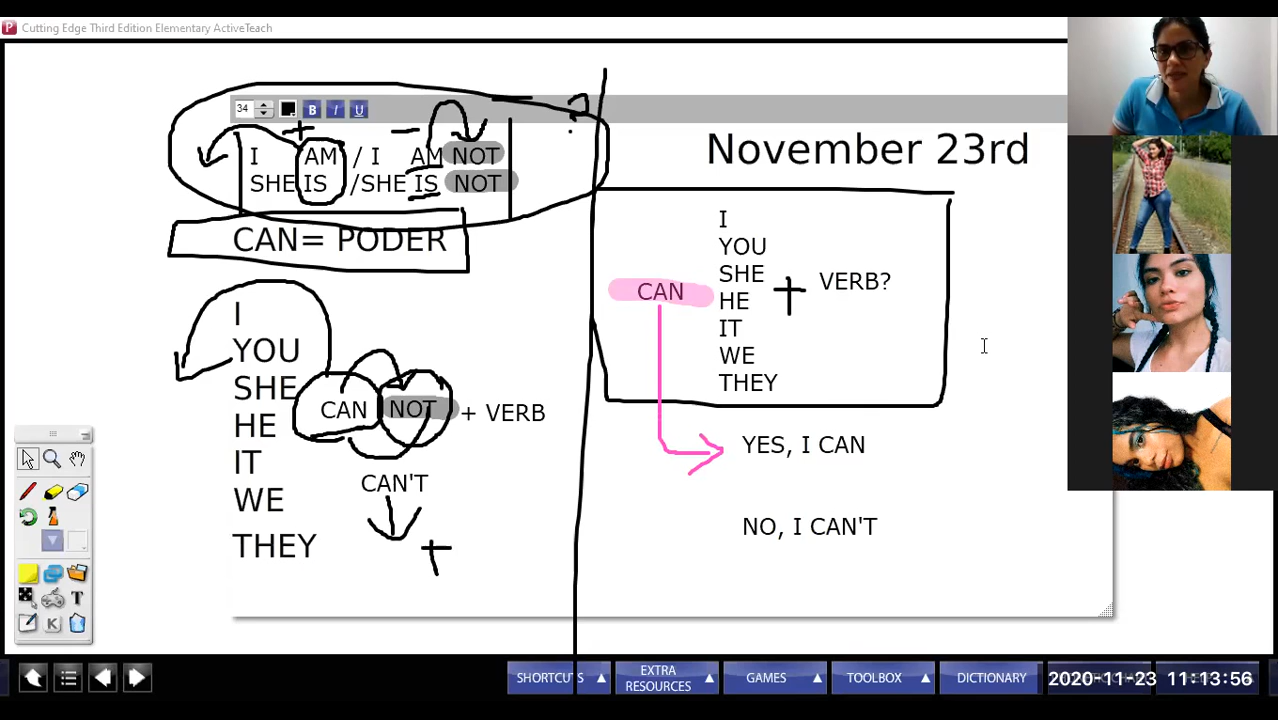 Cutting Edge Third Edition Elementary ActiveTeach
34 B I U
+ − ?
I AM / I AM NOT
SHE IS /SHE IS NOT
CAN= PODER
I
YOU
SHE
HE
IT
WE
THEY
CAN NOT + VERB
CAN'T
+
November 23rd
CAN
I
YOU
SHE
HE
IT
WE
THEY
+ VERB?
YES, I CAN
NO, I CAN'T
T
K
SHORTCUTS
EXTRA
RESOURCES
GAMES
TOOLBOX
DICTIONARY
2020-11-23 11:13:56